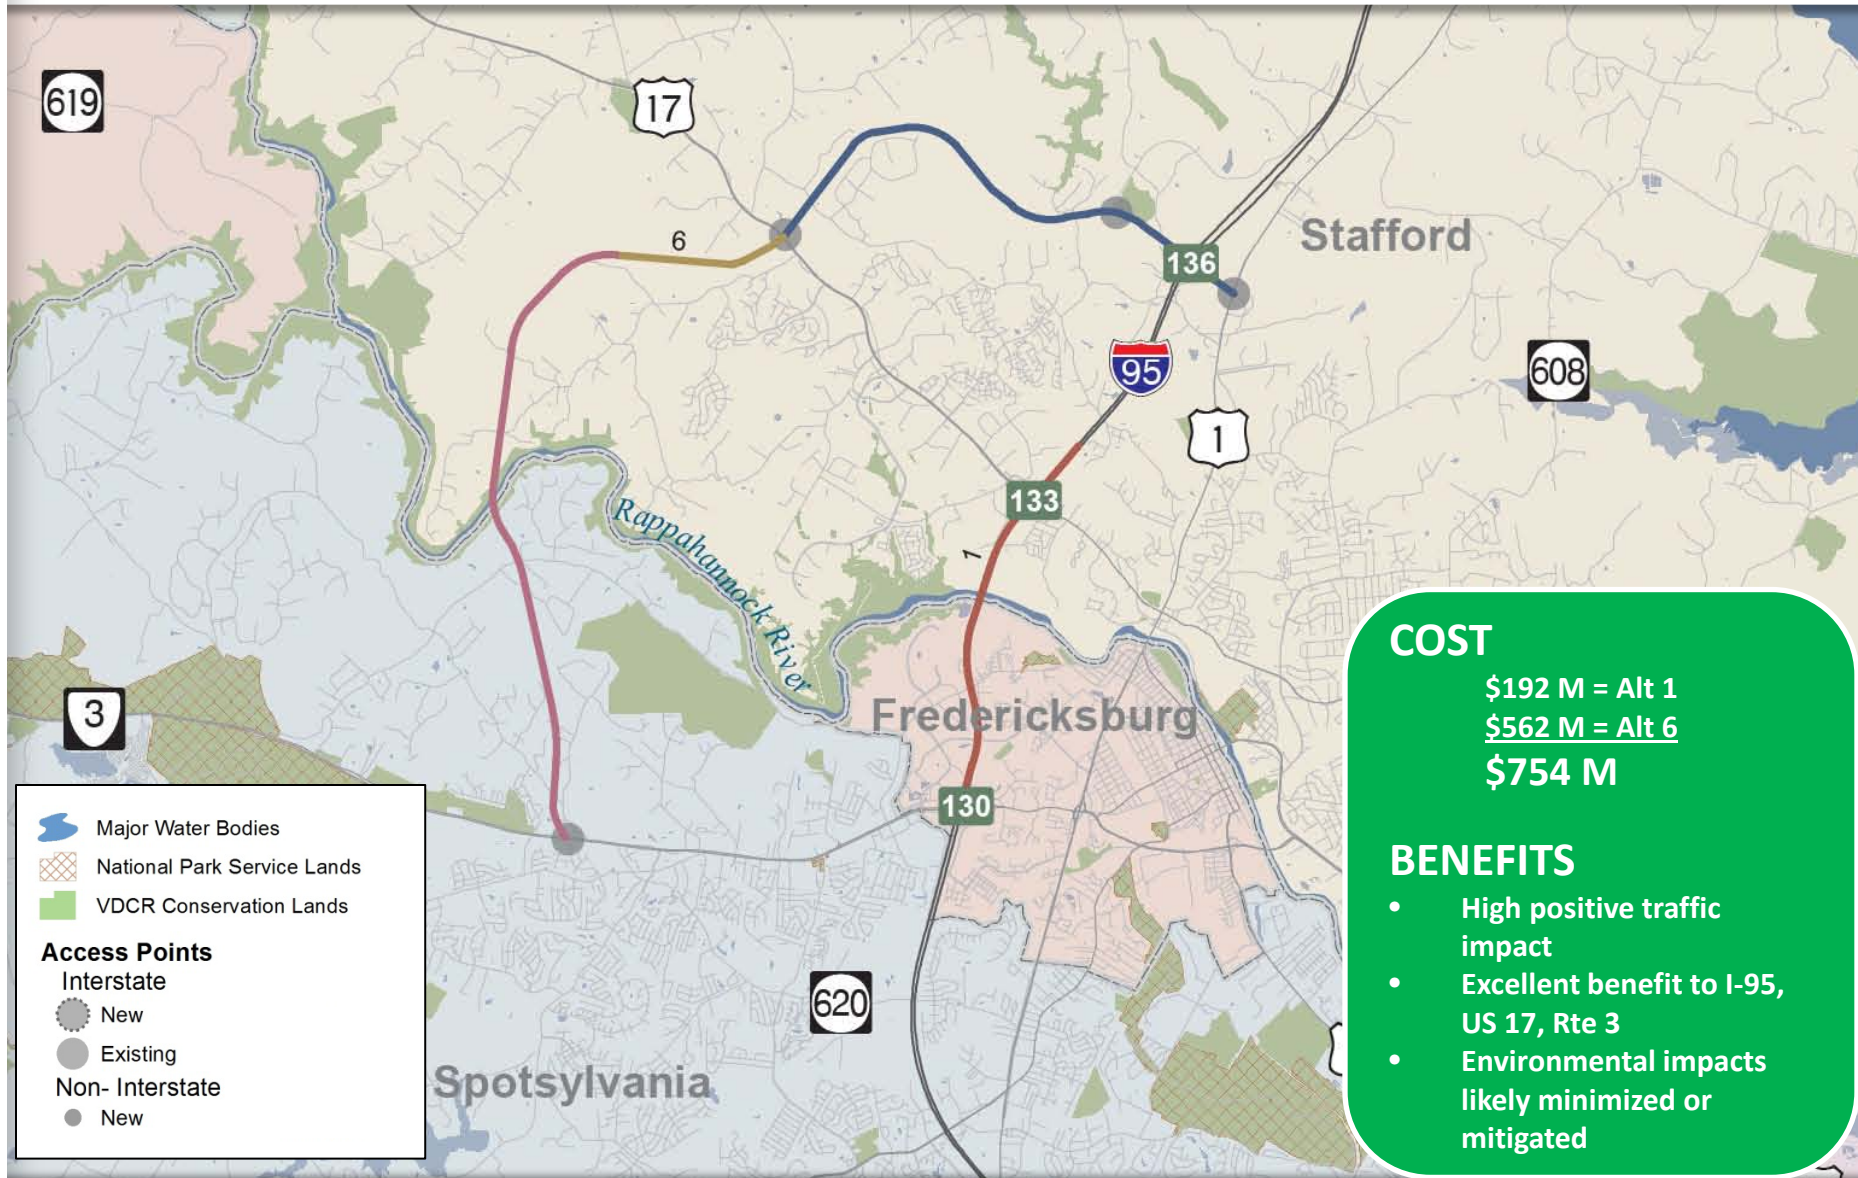 619
17
6
Stafford
136
95
608
1
133
1
Rappahannock River
3
Fredericksburg
130
620
Spotsylvania
Major Water Bodies
National Park Service Lands
VDCR Conservation Lands
Access Points
Interstate
New
Existing
Non- Interstate
New
COST
$192 M = Alt 1
$562 M = Alt 6
$754 M
BENEFITS
• High positive traffic
impact
• Excellent benefit to I-95,
US 17, Rte 3
• Environmental impacts
likely minimized or
mitigated